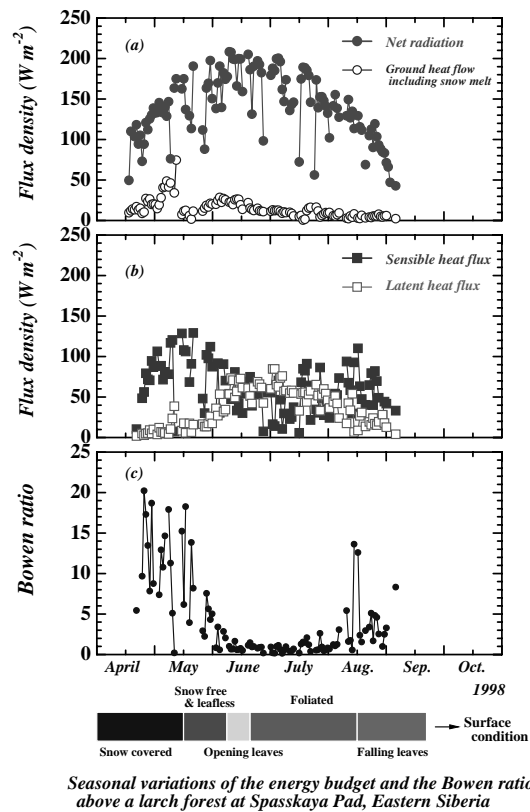 250
200
150
100
50
0
Flux density (W m-2)
(a)
Net radiation
Ground heat flow
including snow melt
250
200
150
100
50
0
Flux density (W m-2)
(b)
Sensible heat flux
Latent heat flux
25
20
15
10
5
0
Bowen ratio
(c)
April May June July Aug. Sep. Oct.
1998
Snow free
& leafless
Foliated
Surface
condition
Snow covered
Opening leaves
Falling leaves
Seasonal variations of the energy budget and the Bowen ratio
above a larch forest at Spasskaya Pad, Eastern Siberia